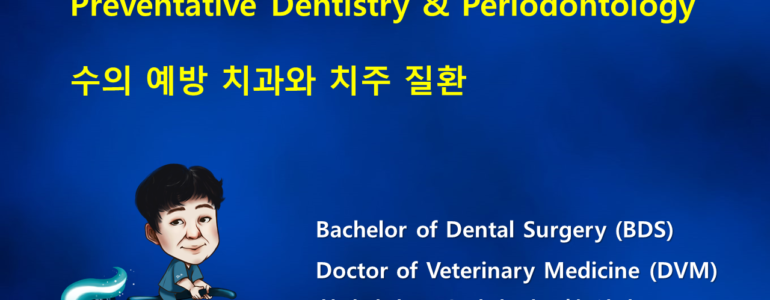 Preventative Dentistry & Periodontology
수의 예방 치과와 치주 질환
Bachelor of Dental Surgery (BDS)
Doctor of Veterinary Medicine (DVM)